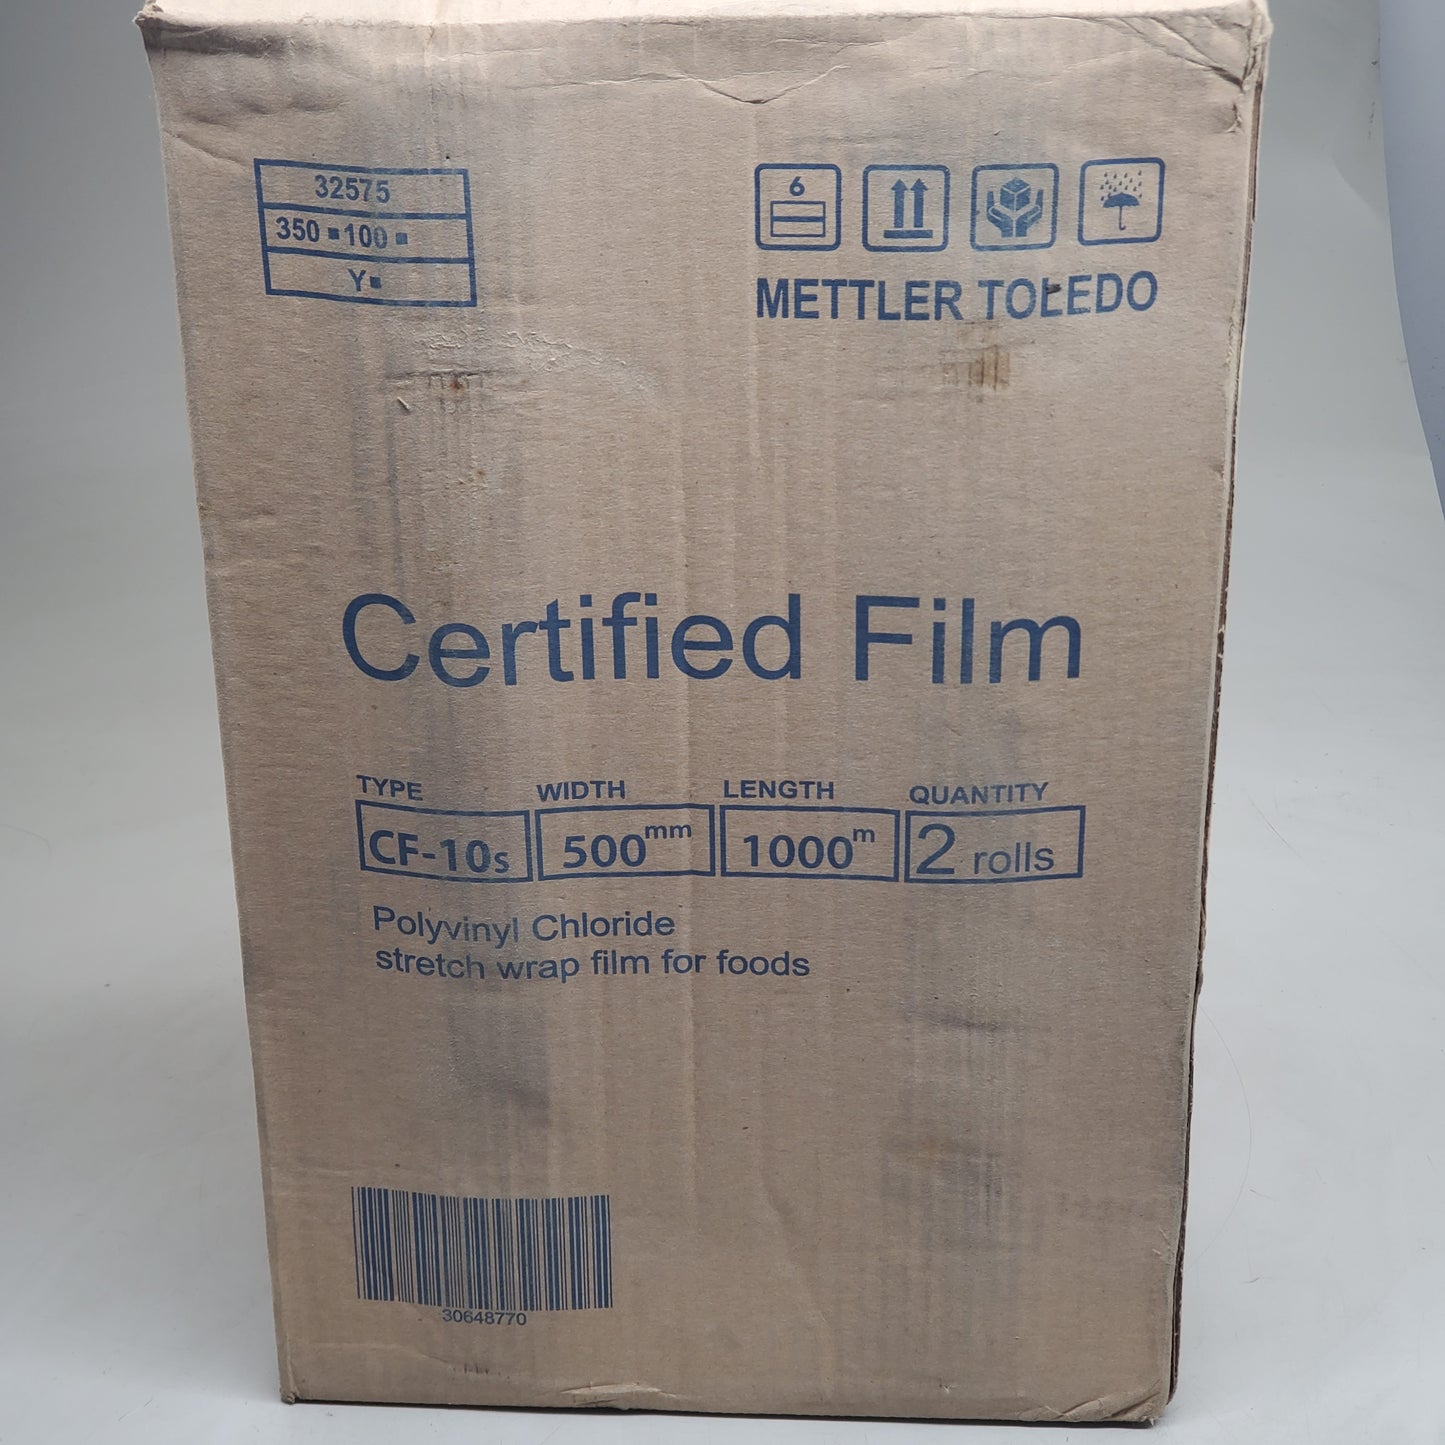 32575
350 ■ 100 ■
Y ■
6
METTLER TOLEDO
Certified Film
TYPE WIDTH LENGTH QUANTITY
CF-10s 500mm 1000m 2 rolls
Polyvinyl Chloride
stretch wrap film for foods
30648770